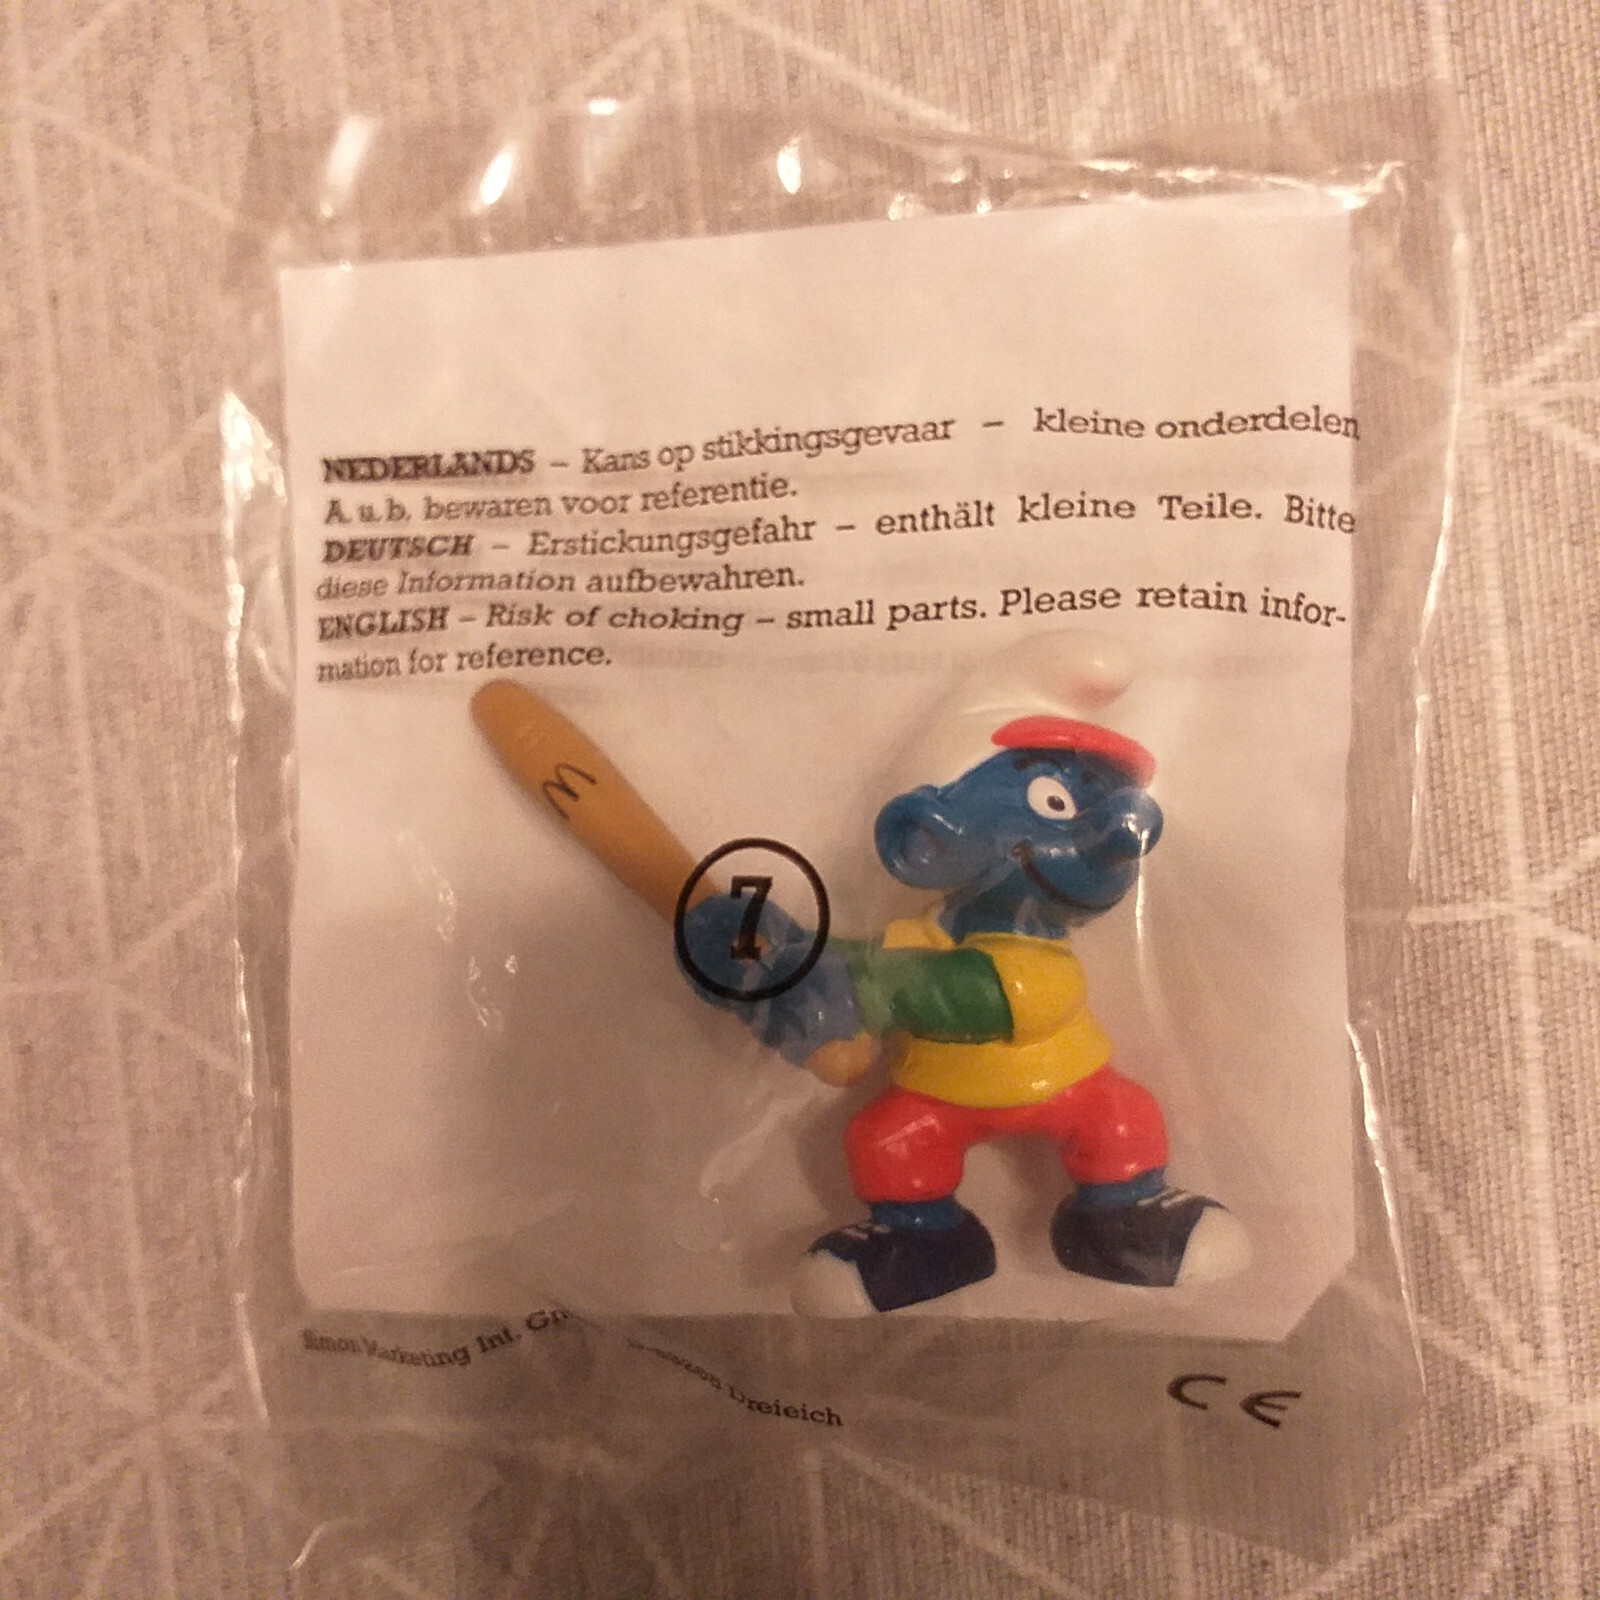 NEDERLANDS – Kans op stikkingsgevaar – kleine onderdelen
A. u. b. bewaren voor referentie.
DEUTSCH – Erstickungsgefahr – enthält kleine Teile. Bitte
diese Information aufbewahren.
ENGLISH – Risk of choking – small parts. Please retain infor-
mation for reference.
7
Simon Marketing Int. Dreieich
CE